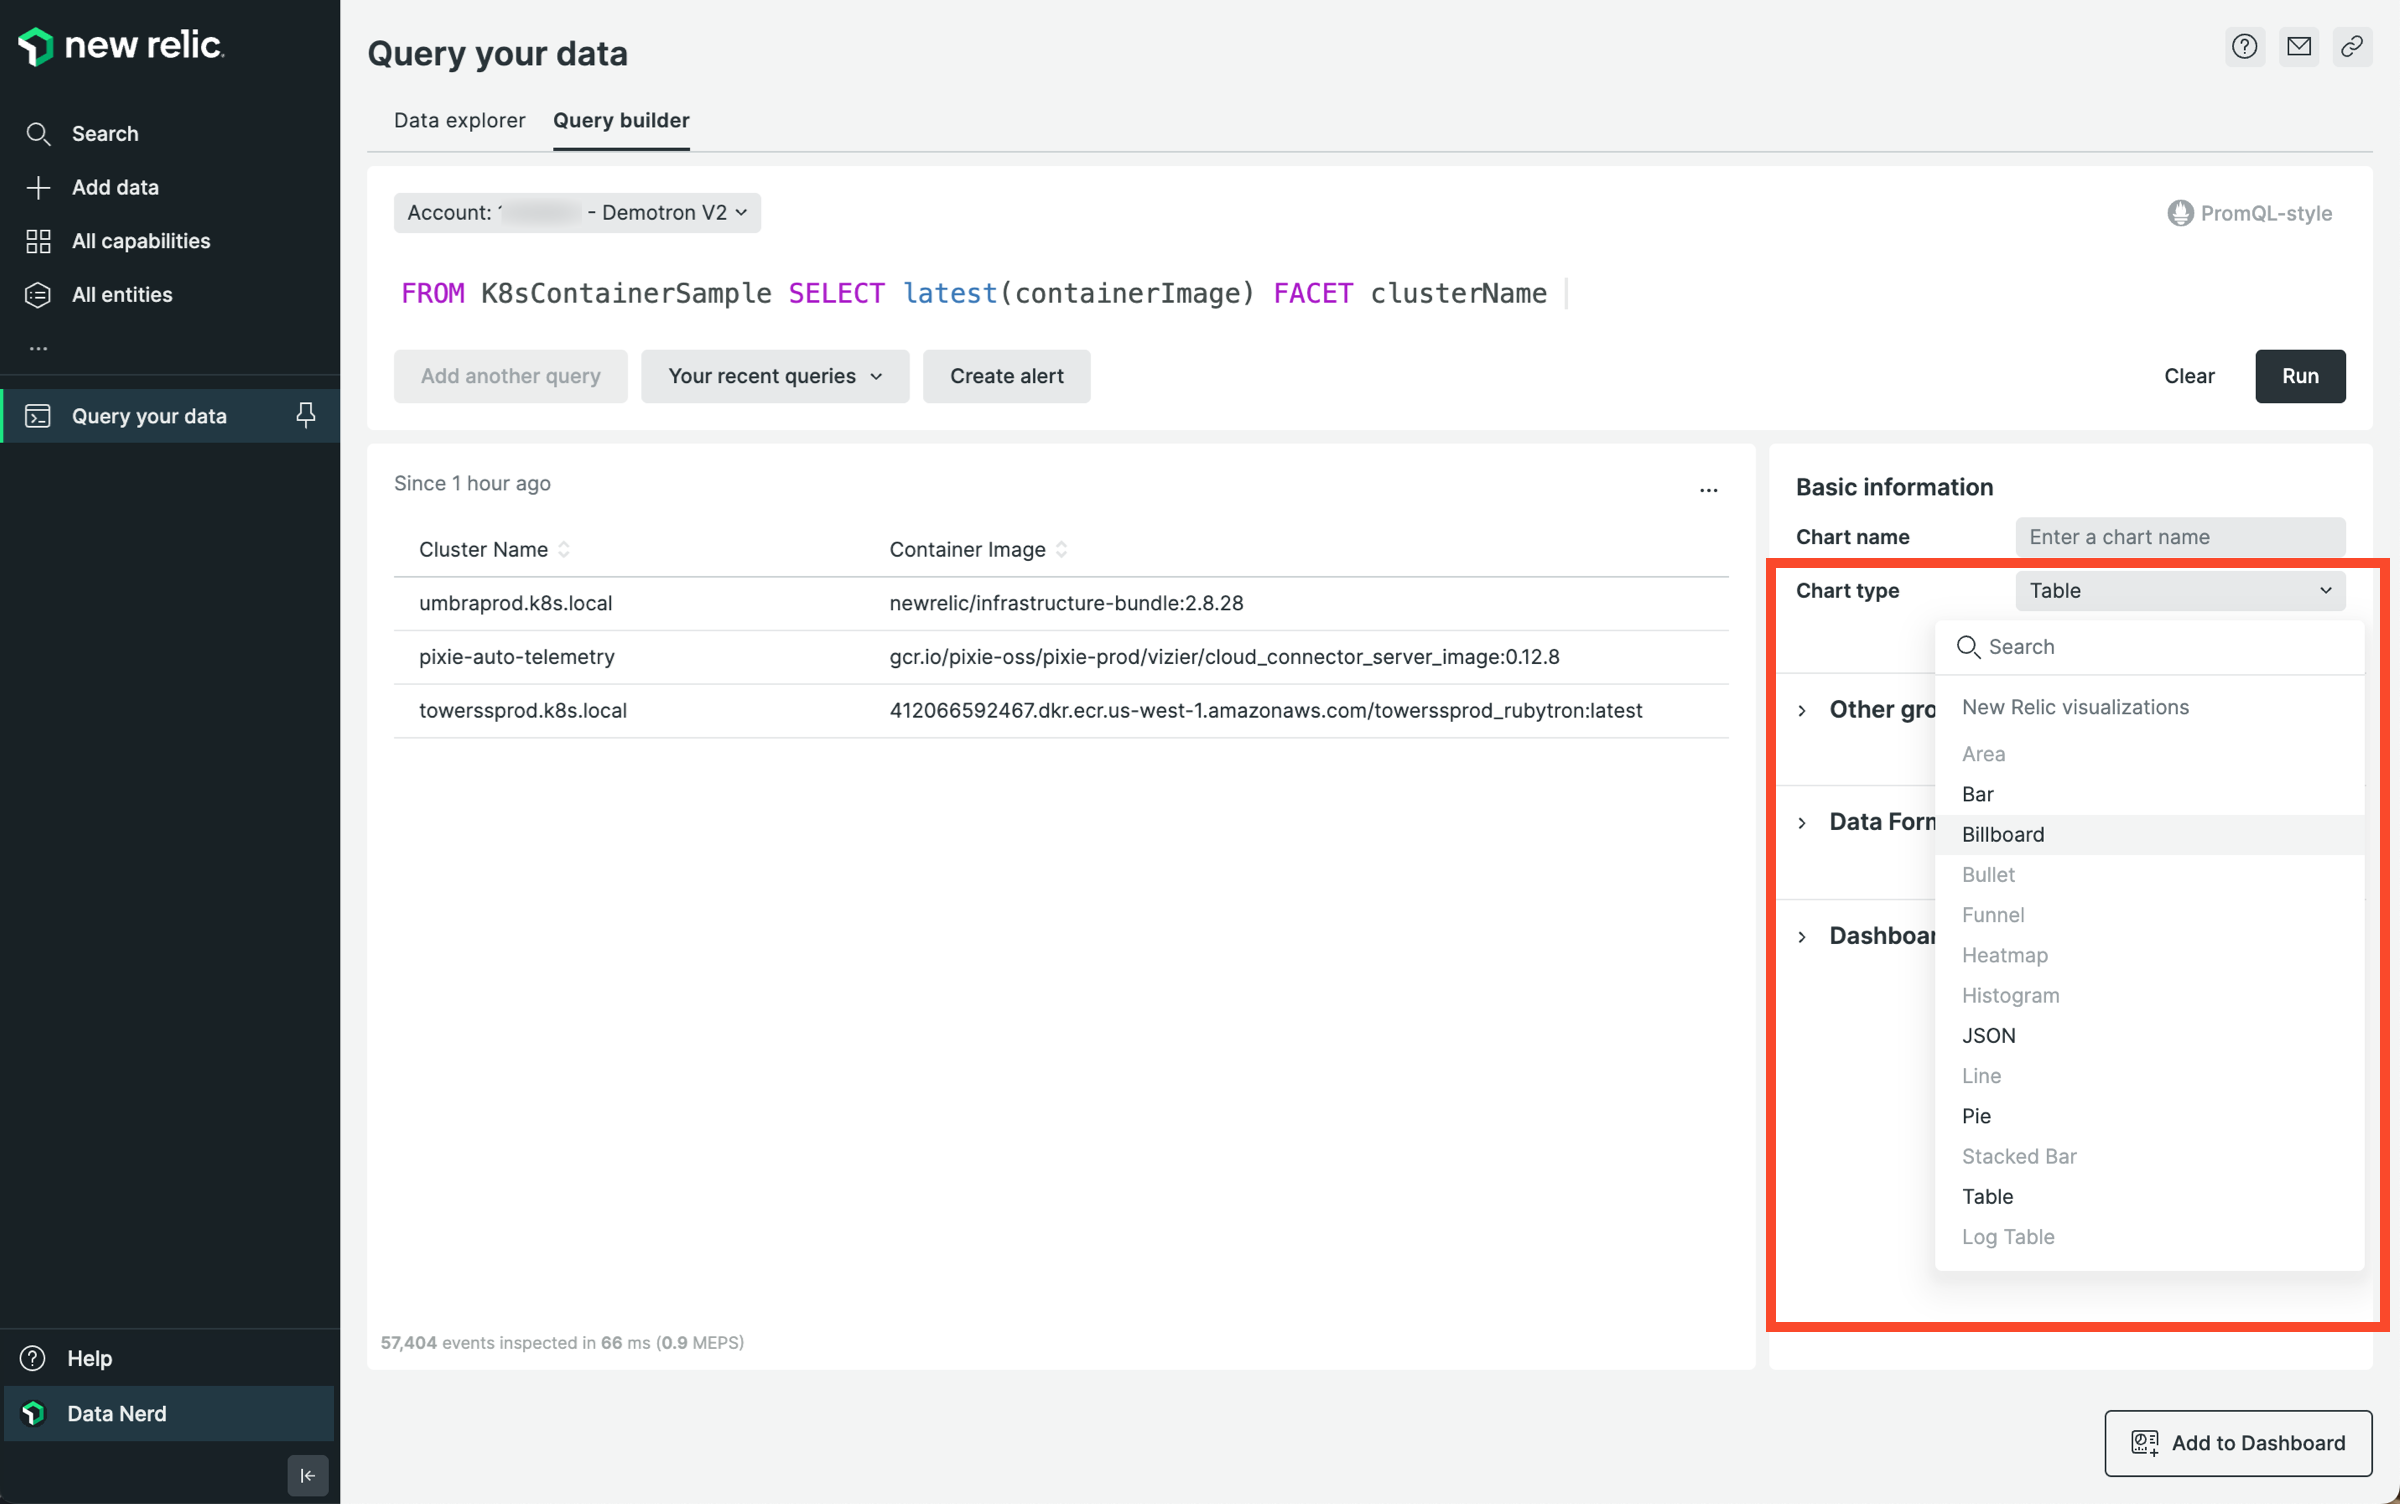 new relic.
Search
Add data
All capabilities
All entities
...
Query your data
Help
Data Nerd
Query your data
Data explorer
Query builder
Account: - Demotron V2
PromQL-style
FROM K8sContainerSample SELECT latest(containerImage) FACET clusterName
Add another query
Your recent queries
Create alert
Clear
Run
Since 1 hour ago
...
Cluster Name
Container Image
umbraprod.k8s.local
newrelic/infrastructure-bundle:2.8.28
pixie-auto-telemetry
gcr.io/pixie-oss/pixie-prod/vizier/cloud_connector_server_image:0.12.8
towerssprod.k8s.local
412066592467.dkr.ecr.us-west-1.amazonaws.com/towerssprod_rubytron:latest
57,404 events inspected in 66 ms (0.9 MEPS)
Basic information
Chart name
Enter a chart name
Chart type
Table
Other gro
Data Form
Dashboar
Search
New Relic visualizations
Area
Bar
Billboard
Bullet
Funnel
Heatmap
Histogram
JSON
Line
Pie
Stacked Bar
Table
Log Table
Add to Dashboard